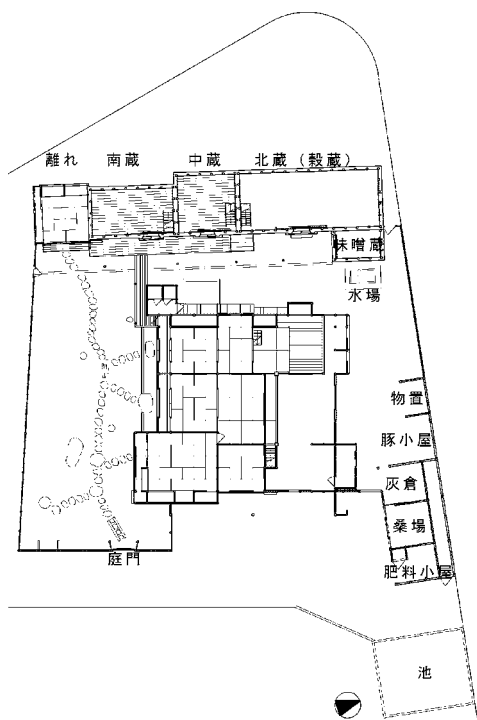 離れ 南蔵 中蔵 北蔵（穀蔵）
味噌蔵
水場
物置
豚小屋
灰倉
桑場
肥料小屋
庭門
池